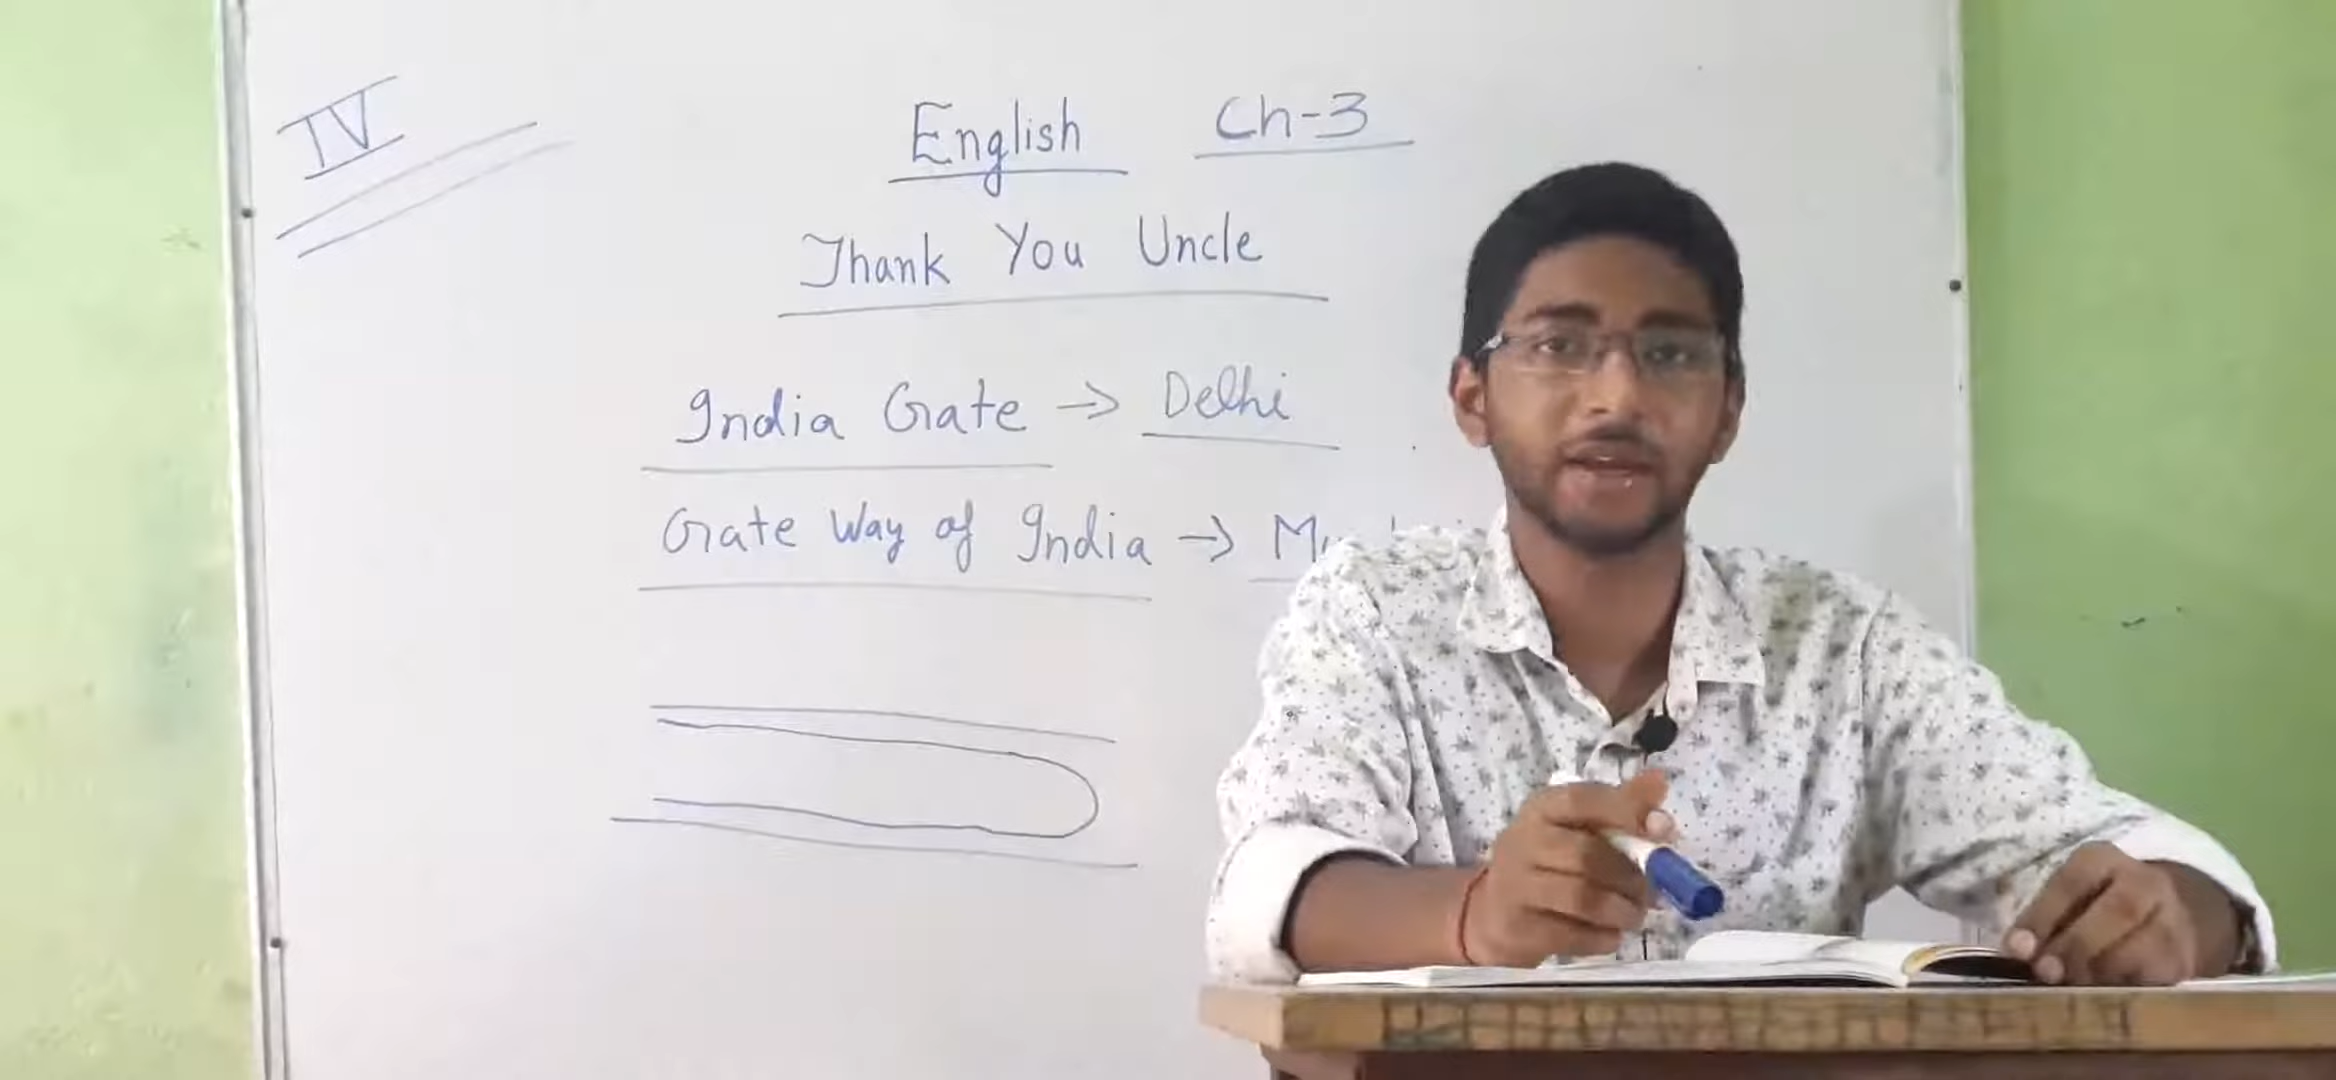 IV
English Ch-3
Thank You Uncle
India Gate → Delhi
Gate Way of India →